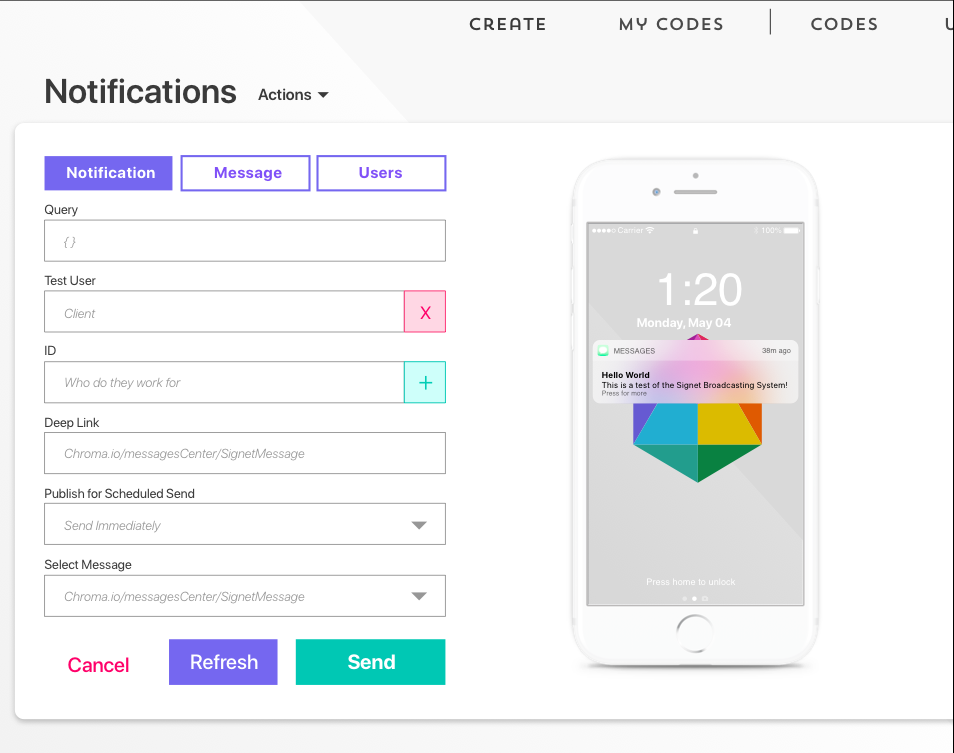 CREATE MY CODES CODES
Notifications Actions
Notification Message Users
Query
{ }
Test User
Client X
ID
Who do they work for +
Deep Link
Chroma.io/messagesCenter/SignetMessage
Publish for Scheduled Send
Send Immediately
Select Message
Chroma.io/messagesCenter/SignetMessage
Cancel Refresh Send
Carrier 100%
1:20
Monday, May 04
MESSAGES 38m ago
Hello World
This is a test of the Signet Broadcasting System!
Press for more
Press home to unlock